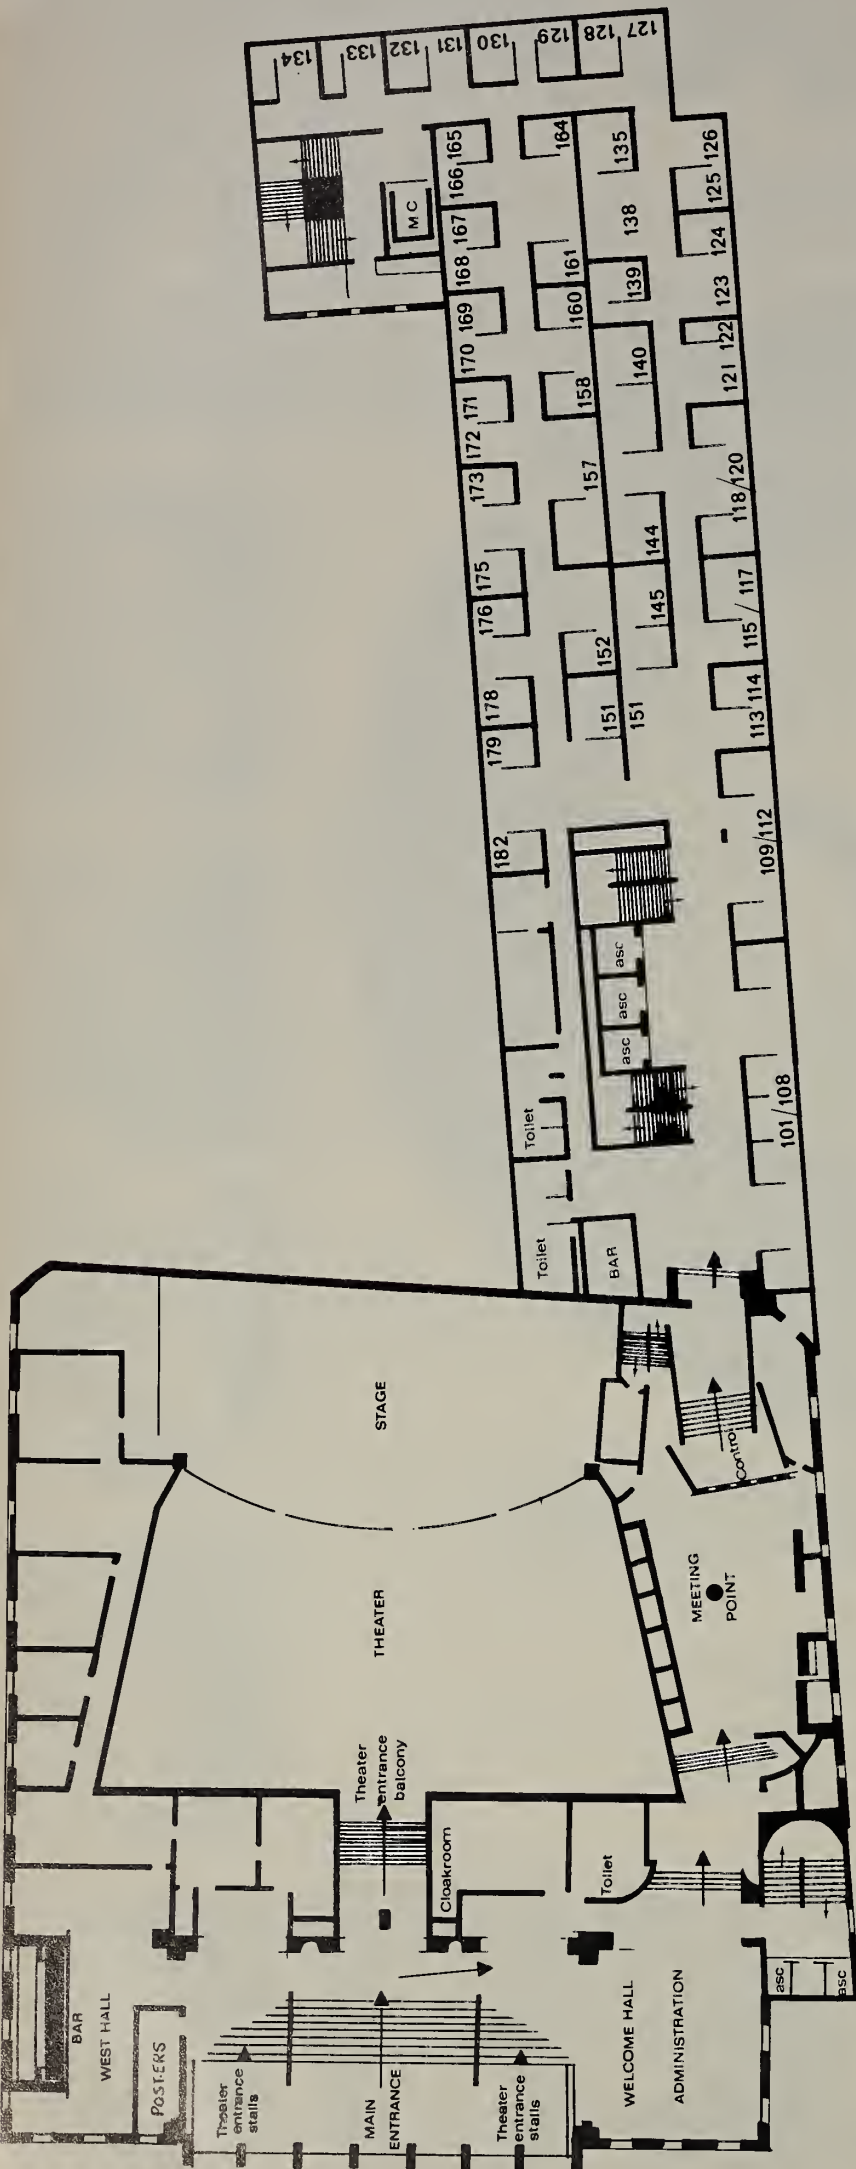 134
133
132
131
130
129
128
127
165
166
167
168
169
170
171
172
173
175
176
178
179
182
164
161
160
158
157
152
151
151
135
138
139
140
144
145
126
125
124
123
122
121
118/120
115/117
114
113
109/112
101/108
M C
asc
asc
asc
Toilet
Toilet
BAR
STAGE
THEATER
Control
MEETING
POINT
Theater
entrance
balcony
Cloakroom
Toilet
BAR
WEST HALL
POSTERS
Theater
entrance
stalls
MAIN
ENTRANCE
Theater
entrance
stalls
WELCOME HALL
ADMINISTRATION
asc
asc